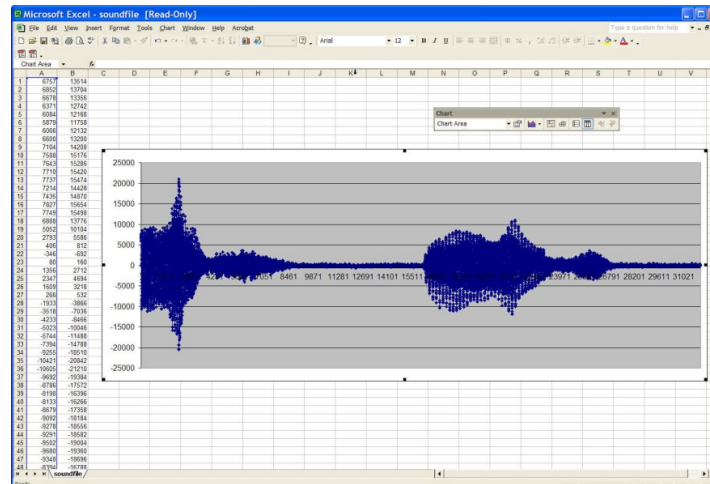 Microsoft Excel - soundfile [Read-Only]
File Edit View Insert Format Tools Chart Window Help Acrobat Type a question for help
Arial 12 B I U
Chart Area fx
A B C D E F G H I J K L M N O P Q R S T U V
1 6757 13514
2 6852 13704
3 6678 13356
4 6371 12742
5 6084 12168
6 5879 11758
7 6066 12132
8 6600 13200
9 7104 14208
10 7588 15176
11 7643 15286
12 7710 15420
13 7737 15474
14 7214 14428
15 7435 14870
16 7827 15654
17 7749 15498
18 6888 13776
19 5052 10104
20 2793 5586
21 406 812
22 -346 -692
23 80 160
24 1356 2712
25 2347 4694
26 1609 3218
27 266 532
28 -1933 -3866
29 -3518 -7036
30 -4233 -8466
31 -5023 -10046
32 -5744 -11488
33 -7394 -14788
34 -9255 -18510
35 -10421 -20842
36 -10605 -21210
37 -9692 -19384
38 -8786 -17572
39 -8198 -16396
40 -8133 -16266
41 -8679 -17358
42 -9092 -18184
43 -9278 -18556
44 -9291 -18582
45 -9502 -19004
46 -9680 -19360
47 -9348 -18696
48 -8394 -16788
Chart
Chart Area
25000
20000
15000
10000
5000
0
8461 9871 11281 12691 14101 15511 23971 28201 29611 31021
-5000
-10000
-15000
-20000
-25000
soundfile